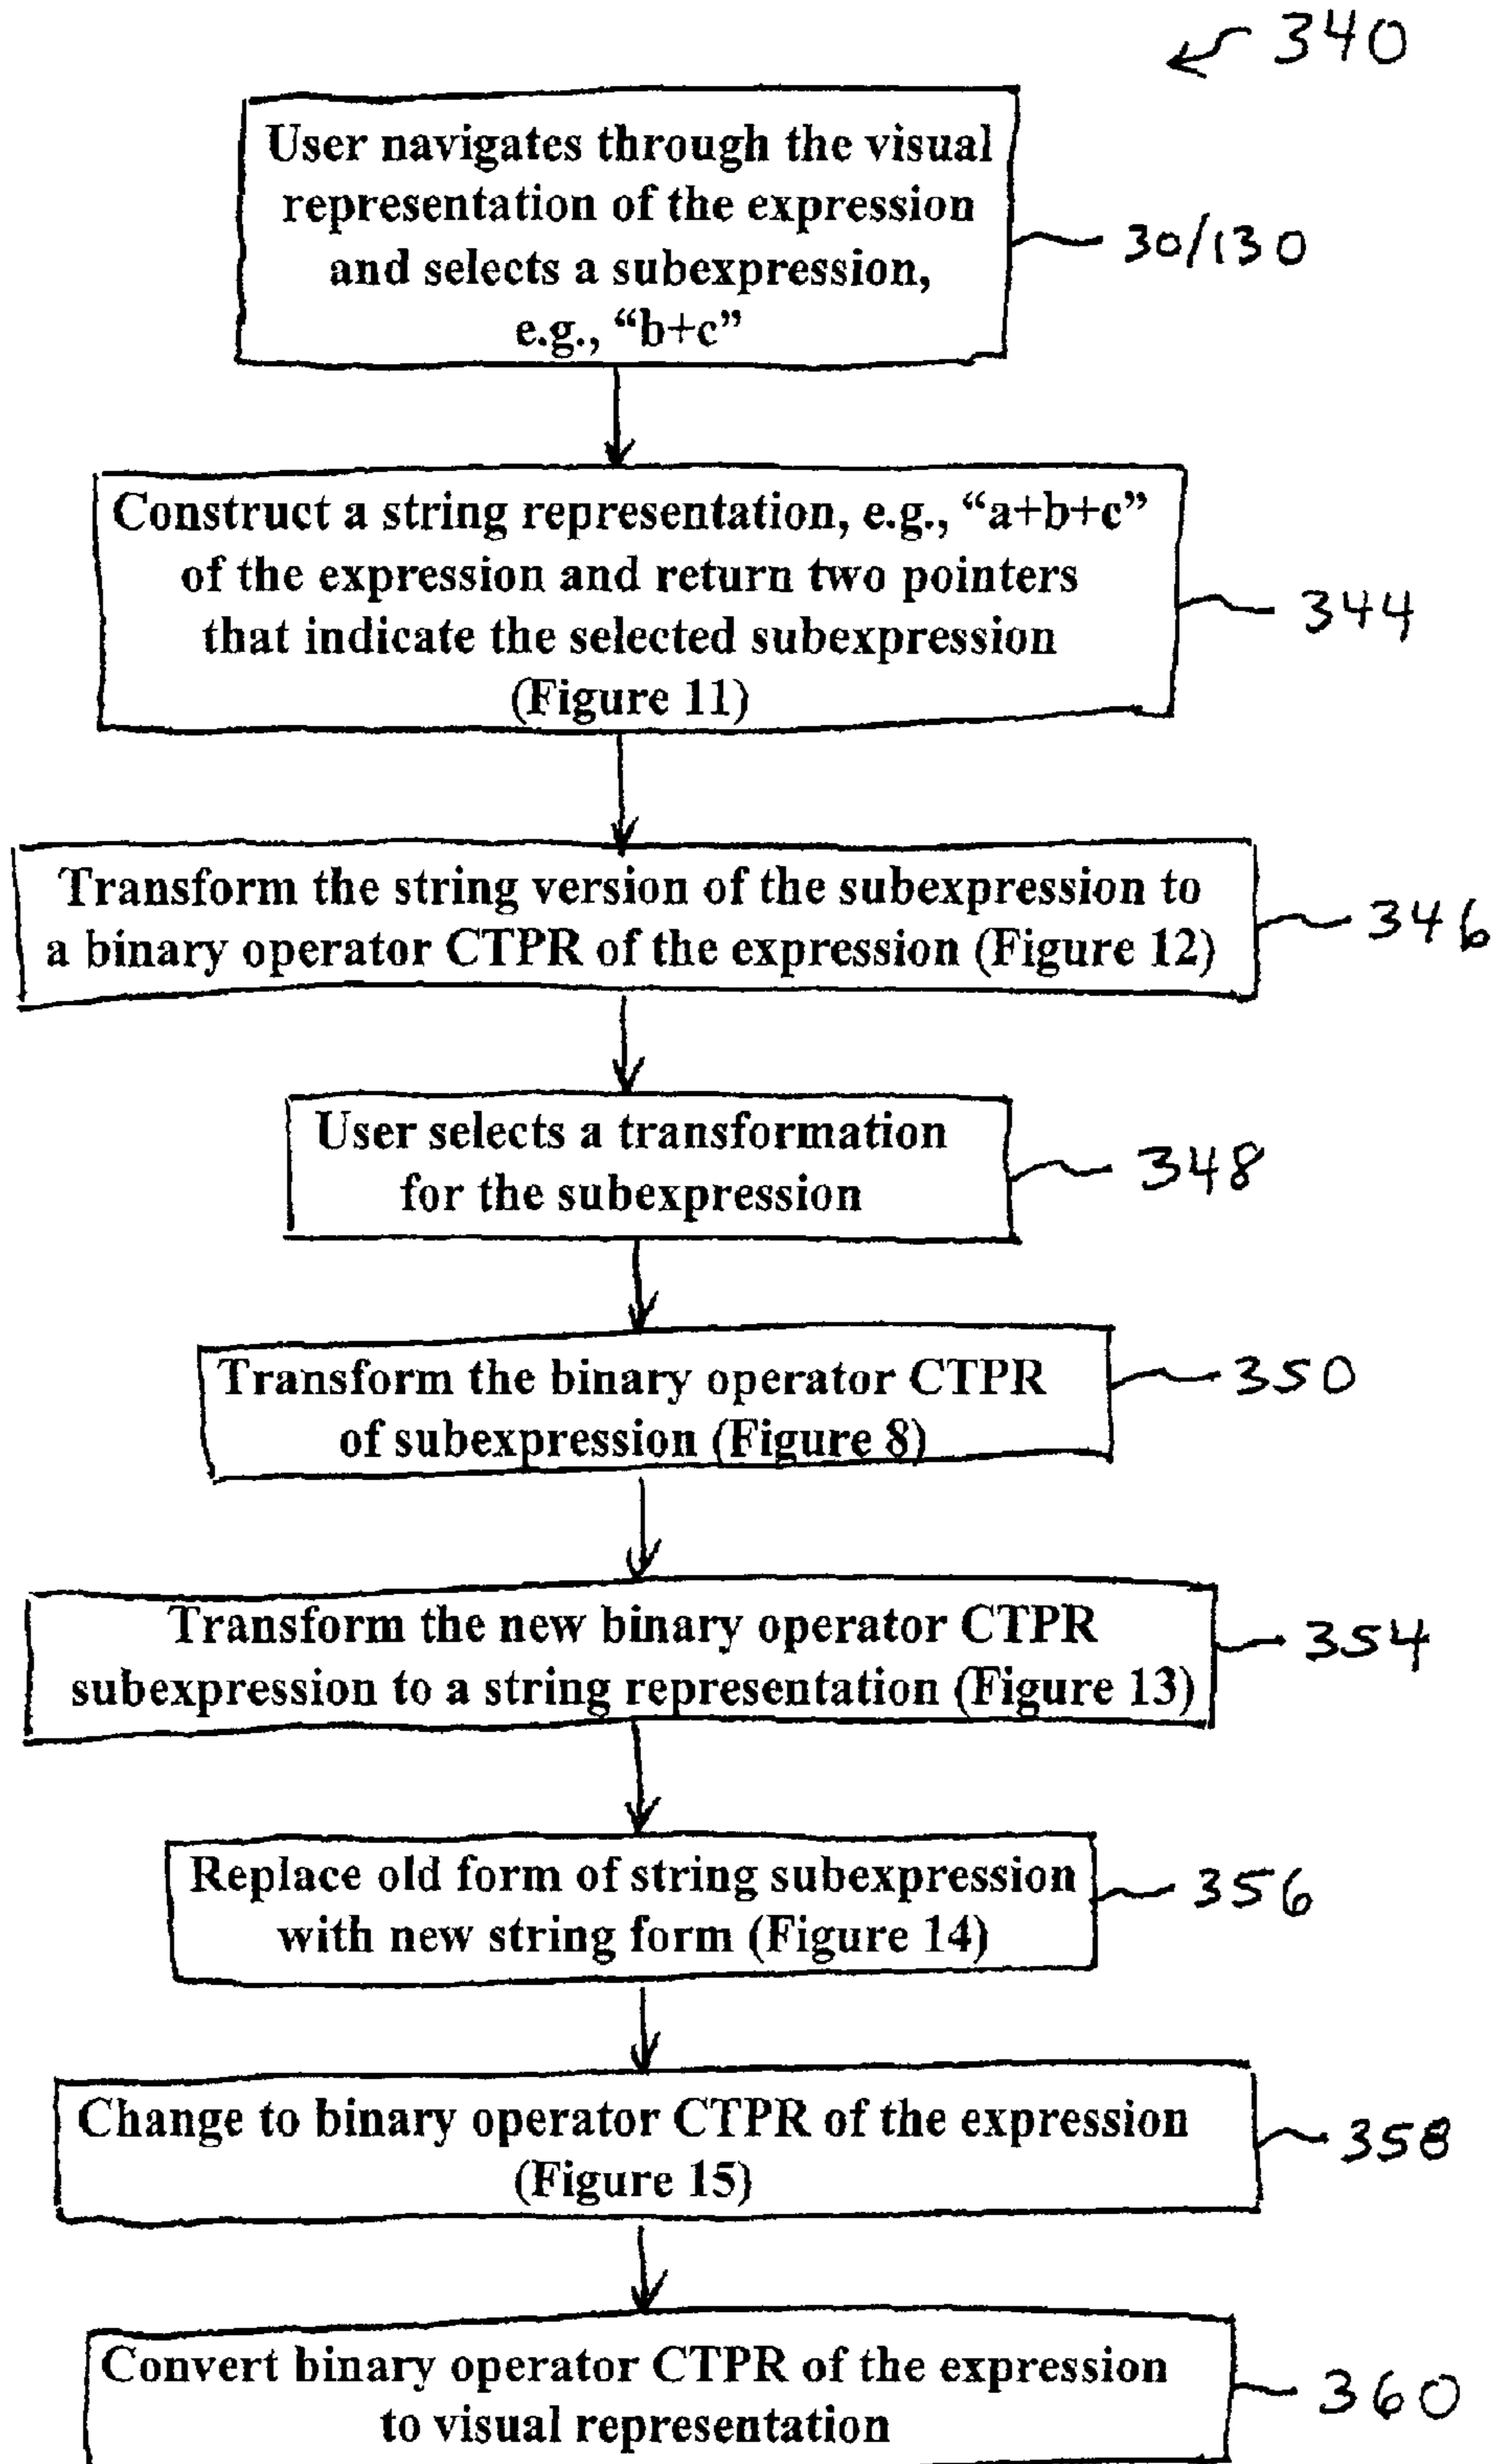 340
User navigates through the visual
representation of the expression
and selects a subexpression,
e.g., “b+c”
30/130
Construct a string representation, e.g., “a+b+c”
of the expression and return two pointers
that indicate the selected subexpression
(Figure 11)
344
Transform the string version of the subexpression to
a binary operator CTPR of the expression (Figure 12)
346
User selects a transformation
for the subexpression
348
Transform the binary operator CTPR
of subexpression (Figure 8)
350
Transform the new binary operator CTPR
subexpression to a string representation (Figure 13)
354
Replace old form of string subexpression
with new string form (Figure 14)
356
Change to binary operator CTPR of the expression
(Figure 15)
358
Convert binary operator CTPR of the expression
to visual representation
360